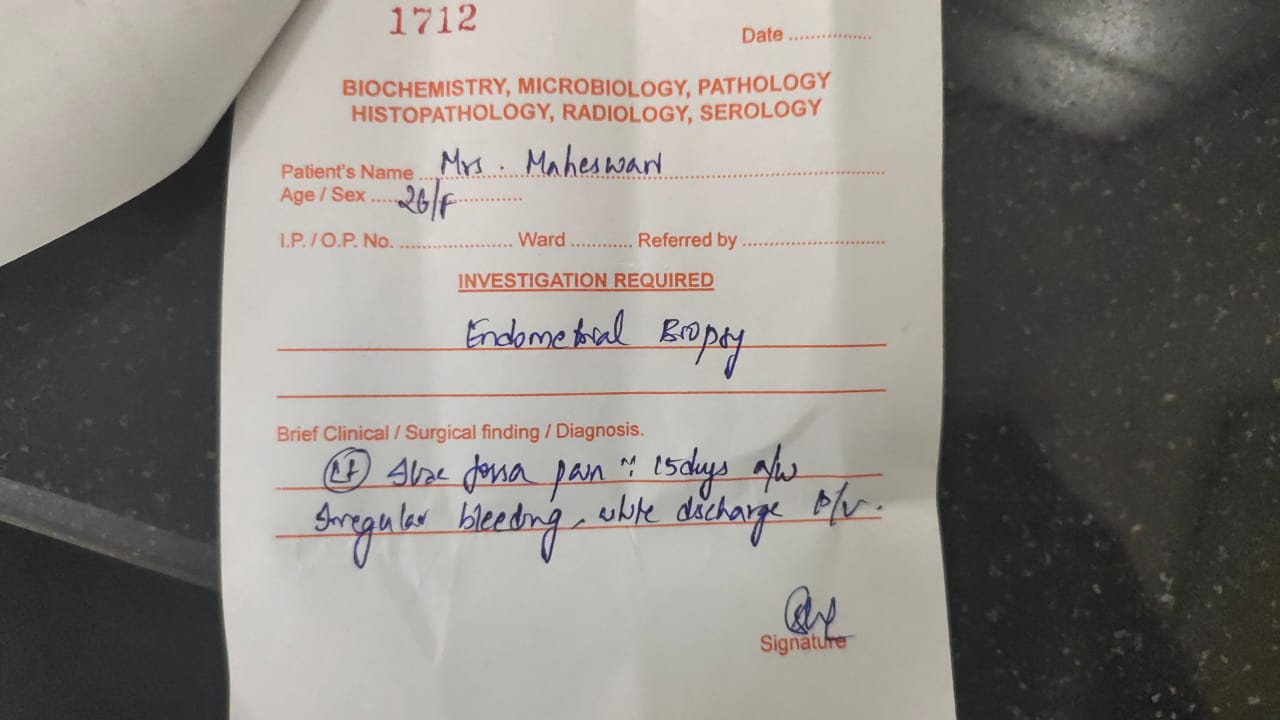 1712
Date ...............
BIOCHEMISTRY, MICROBIOLOGY, PATHOLOGY
HISTOPATHOLOGY, RADIOLOGY, SEROLOGY
Patient's Name Mrs. Maheswari
Age / Sex 26/F
I.P. / O.P. No. .................... Ward ........... Referred by ..........................
INVESTIGATION REQUIRED
Endometrial Biopsy
Brief Clinical / Surgical finding / Diagnosis.
Iliac fossa pain 15days a/w
Irregular bleeding, white discharge P/V.
Signature